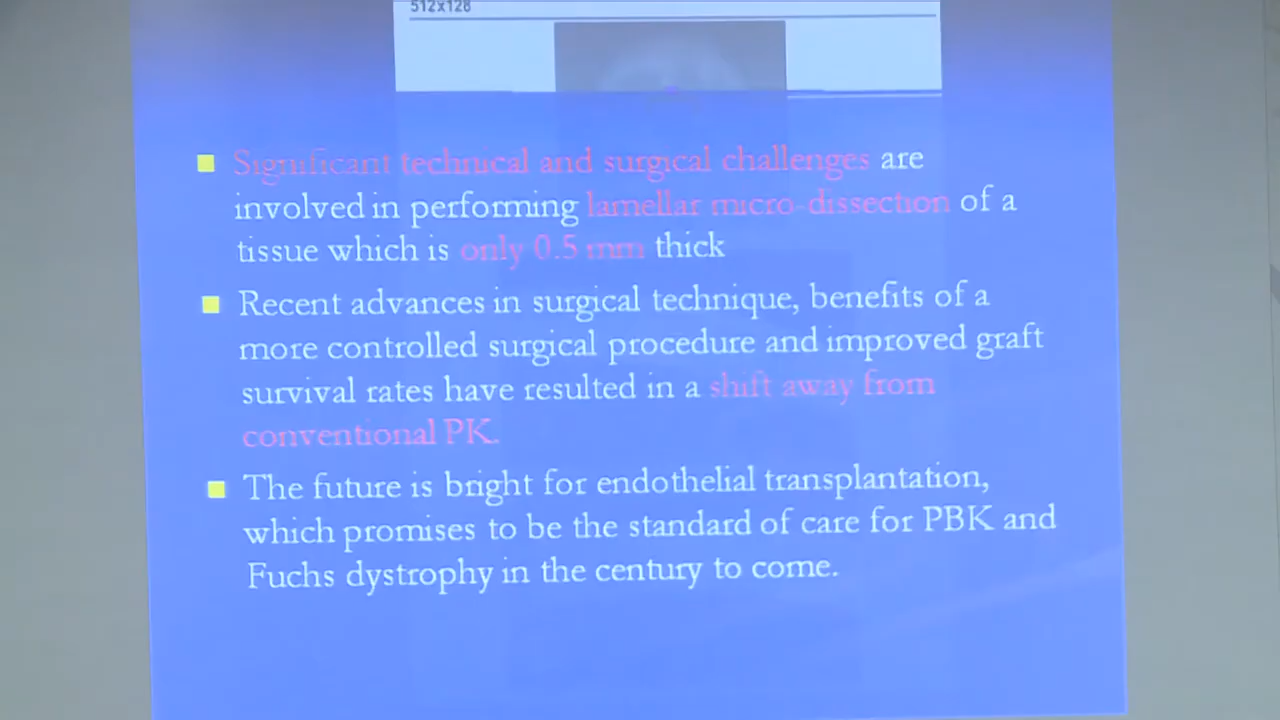 512x128
Significant technical and surgical challenges are
involved in performing lamellar micro-dissection of a
tissue which is only 0.5 mm thick
Recent advances in surgical technique, benefits of a
more controlled surgical procedure and improved graft
survival rates have resulted in a shift away from
conventional PK.
The future is bright for endothelial transplantation,
which promises to be the standard of care for PBK and
Fuchs dystrophy in the century to come.